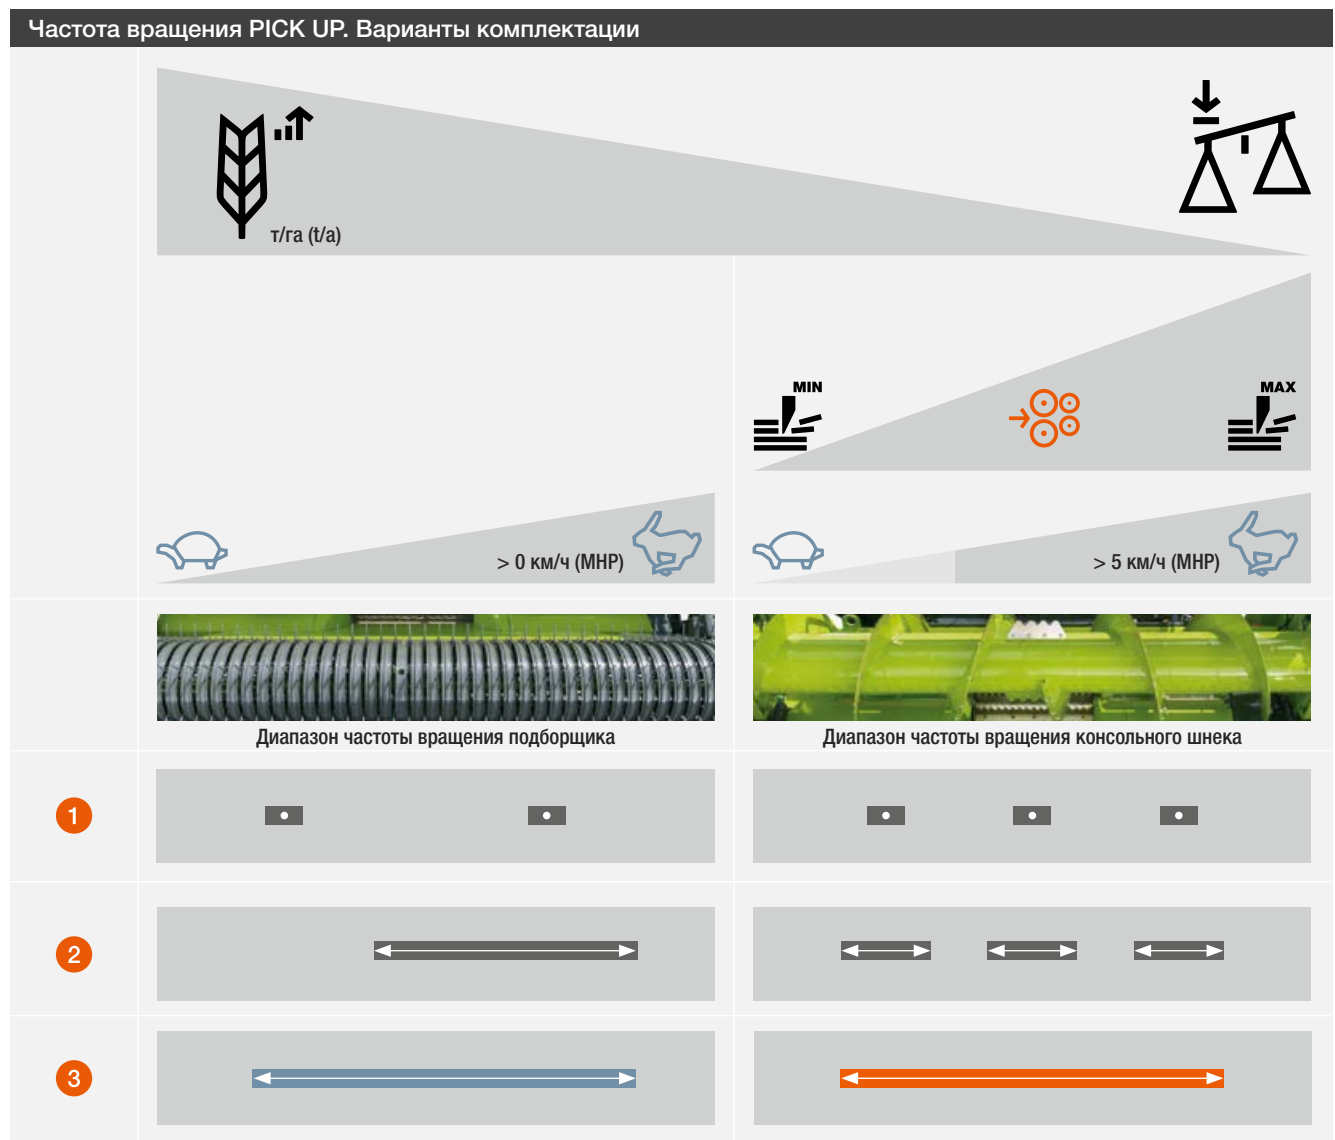 Частота вращения PICK UP. Варианты комплектации
т/га (t/a)
MIN
MAX
> 0 км/ч (MHP)
> 5 км/ч (MHP)
Диапазон частоты вращения подборщика
Диапазон частоты вращения консольного шнека
1
2
3